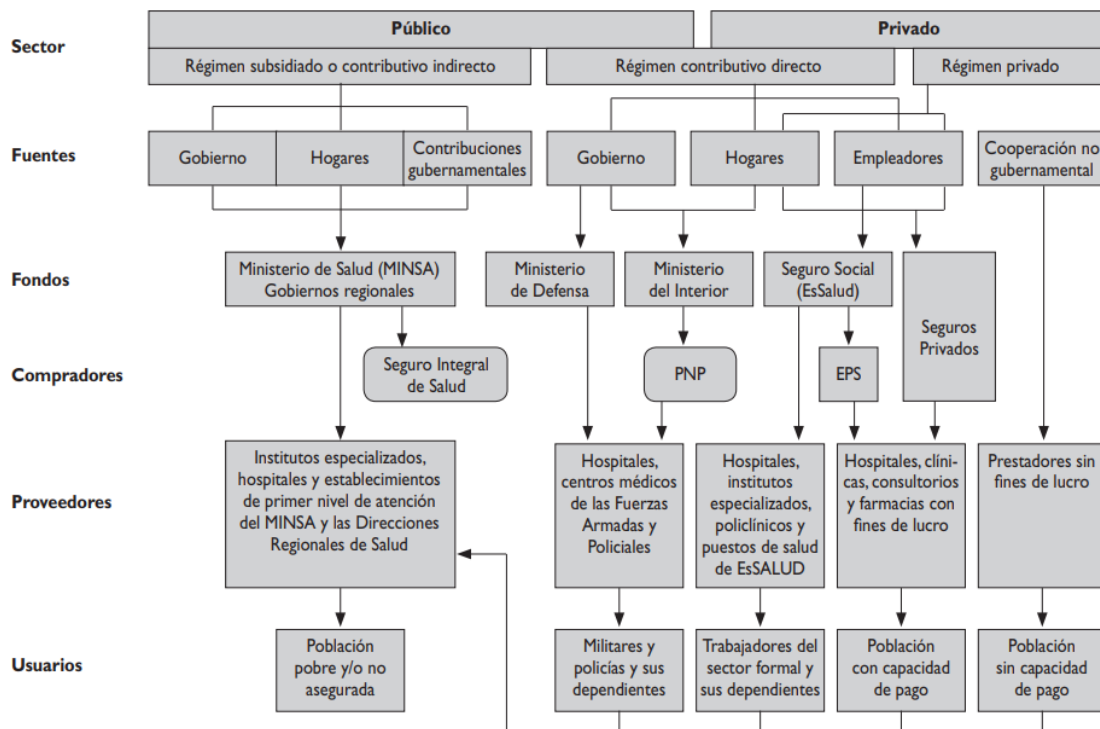 Sector
Público
Privado
Régimen subsidiado o contributivo indirecto
Régimen contributivo directo
Régimen privado
Fuentes
Gobierno
Hogares
Contribuciones
gubernamentales
Gobierno
Hogares
Empleadores
Cooperación no
gubernamental
Fondos
Ministerio de Salud (MINSA)
Gobiernos regionales
Ministerio
de Defensa
Ministerio
del Interior
Seguro Social
(EsSalud)
Seguros
Privados
Compradores
Seguro Integral
de Salud
PNP
EPS
Proveedores
Institutos especializados,
hospitales y establecimientos
de primer nivel de atención
del MINSA y las Direcciones
Regionales de Salud
Hospitales,
centros médicos
de las Fuerzas
Armadas y
Policiales
Hospitales,
institutos
especializados,
policlínicos y
puestos de salud
de EsSALUD
Hospitales, clíni-
cas, consultorios
y farmacias con
fines de lucro
Prestadores sin
fines de lucro
Usuarios
Población
pobre y/o no
asegurada
Militares y
policías y sus
dependientes
Trabajadores del
sector formal y
sus dependientes
Población
con capacidad
de pago
Población
sin capacidad
de pago